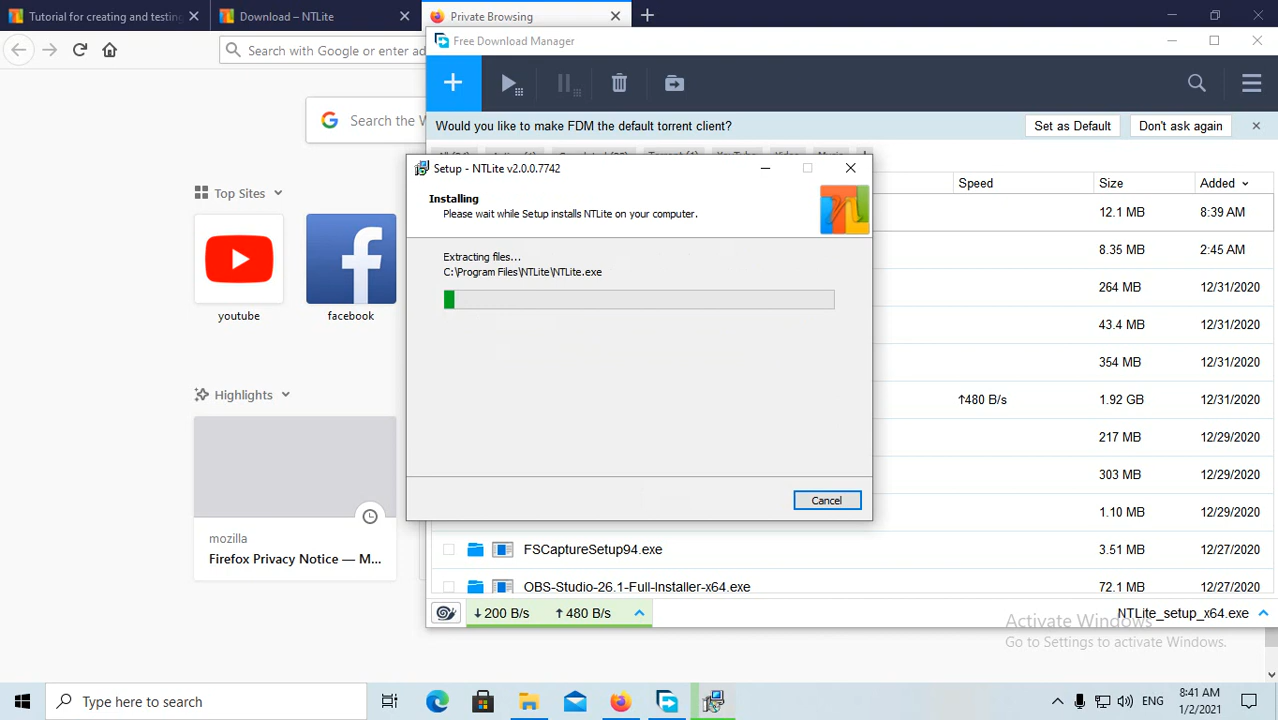 Tutorial for creating and testing
Download – NTLite
Private Browsing
Search with Google or enter ad
Free Download Manager
Would you like to make FDM the default torrent client?
Set as Default
Don't ask again
Search the W
Setup - NTLite v2.0.0.7742
Installing
Please wait while Setup installs NTLite on your computer.
Extracting files...
C:\Program Files\NTLite\NTLite.exe
Cancel
Top Sites
youtube
facebook
Highlights
mozilla
Firefox Privacy Notice — M...
Speed
Size
Added
12.1 MB
8:39 AM
8.35 MB
2:45 AM
264 MB
12/31/2020
43.4 MB
12/31/2020
354 MB
12/31/2020
↑480 B/s
1.92 GB
12/31/2020
217 MB
12/29/2020
303 MB
12/29/2020
1.10 MB
12/29/2020
FSCaptureSetup94.exe
3.51 MB
12/27/2020
OBS-Studio-26.1-Full-Installer-x64.exe
72.1 MB
12/27/2020
↓200 B/s
↑480 B/s
NTLite_setup_x64.exe
Activate Windows
Go to Settings to activate Windows.
Type here to search
ENG
8:41 AM
1/2/2021